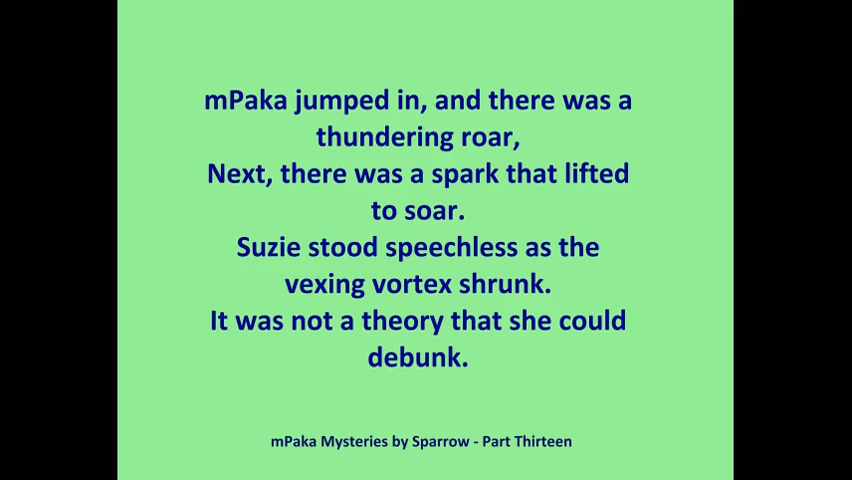 mPaka jumped in, and there was a
thundering roar,
Next, there was a spark that lifted
to soar.
Suzie stood speechless as the
vexing vortex shrunk.
It was not a theory that she could
debunk.
mPaka Mysteries by Sparrow - Part Thirteen